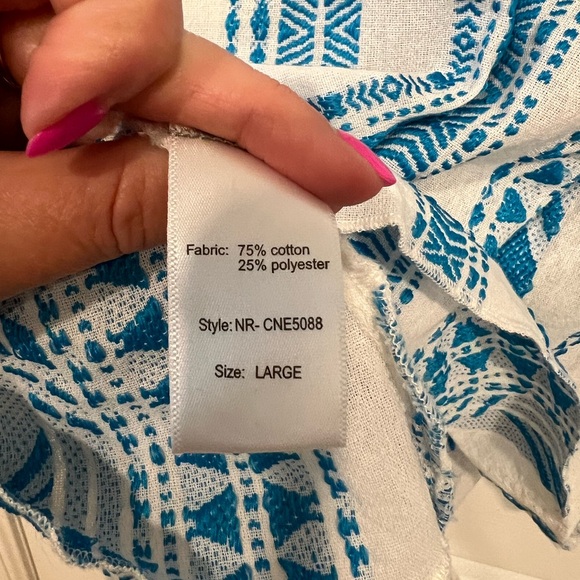 Fabric: 75% cotton
25% polyester
Style: NR- CNE5088
Size: LARGE